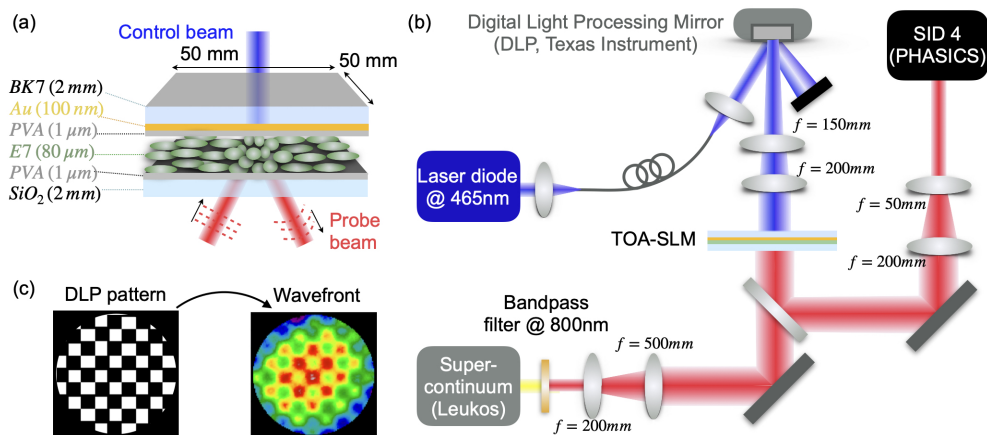 (a)
Control beam
50 mm
50 mm
BK7 (2 mm)
Au (100 nm)
PVA (1 μm)
E7 (80 μm)
PVA (1 μm)
SiO₂ (2 mm)
Probe
beam
(b)
Digital Light Processing Mirror
(DLP, Texas Instrument)
SID 4
(PHASICS)
f = 150mm
Laser diode
@ 465nm
f = 200mm
f = 50mm
TOA-SLM
f = 200mm
(c)
DLP pattern
Wavefront
Bandpass
filter @ 800nm
f = 500mm
Super-
continuum
(Leukos)
f = 200mm